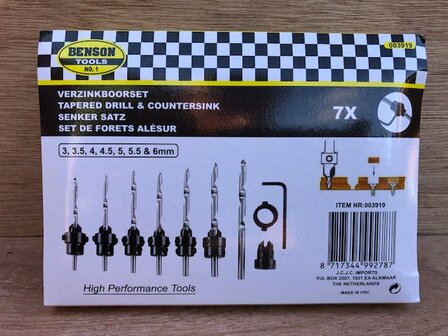 BENSON
TOOLS
NO. 1
003919
VERZINKBOORSET
TAPERED DRILL & COUNTERSINK
SENKER SATZ
SET DE FORETS ALÉSUR
7X
3, 3.5, 4, 4.5, 5, 5.5 & 6mm
ITEM NR:003919
8 717344 992787
J.C.J.C. IMPORTS
P.O. BOX 2007, 1801 EA ALKMAAR
THE NETHERLANDS
MADE IN PRC
High Performance Tools